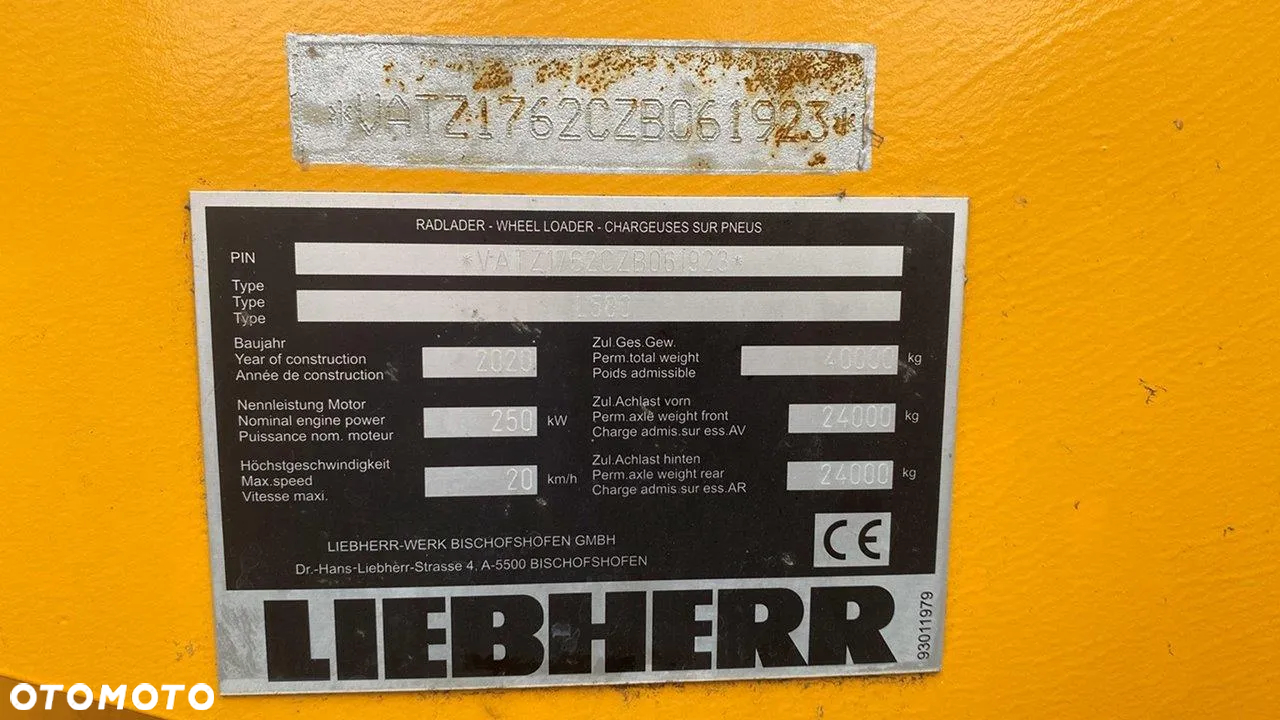 *VATZ1762CZB061923*
RADLADER - WHEEL LOADER - CHARGEUSES SUR PNEUS
PIN *VATZ1762CZB061923*
Type
Type L580
Type
Baujahr
Year of construction 2020
Année de construction
Zul.Ges.Gew.
Perm.total weight 40000 kg
Poids admissible
Nennleistung Motor
Nominal engine power 250 kW
Puissance nom. moteur
Zul.Achlast vorn
Perm.axle weight front 24000 kg
Charge admis.sur ess.AV
Höchstgeschwindigkeit
Max.speed 20 km/h
Vitesse maxi.
Zul.Achlast hinten
Perm.axle weight rear 24000 kg
Charge admis.sur ess.AR
CE
LIEBHERR-WERK BISCHOFSHOFEN GMBH
Dr.-Hans-Liebherr-Strasse 4, A-5500 BISCHOFSHOFEN
LIEBHERR
93011979
OTOMOTO